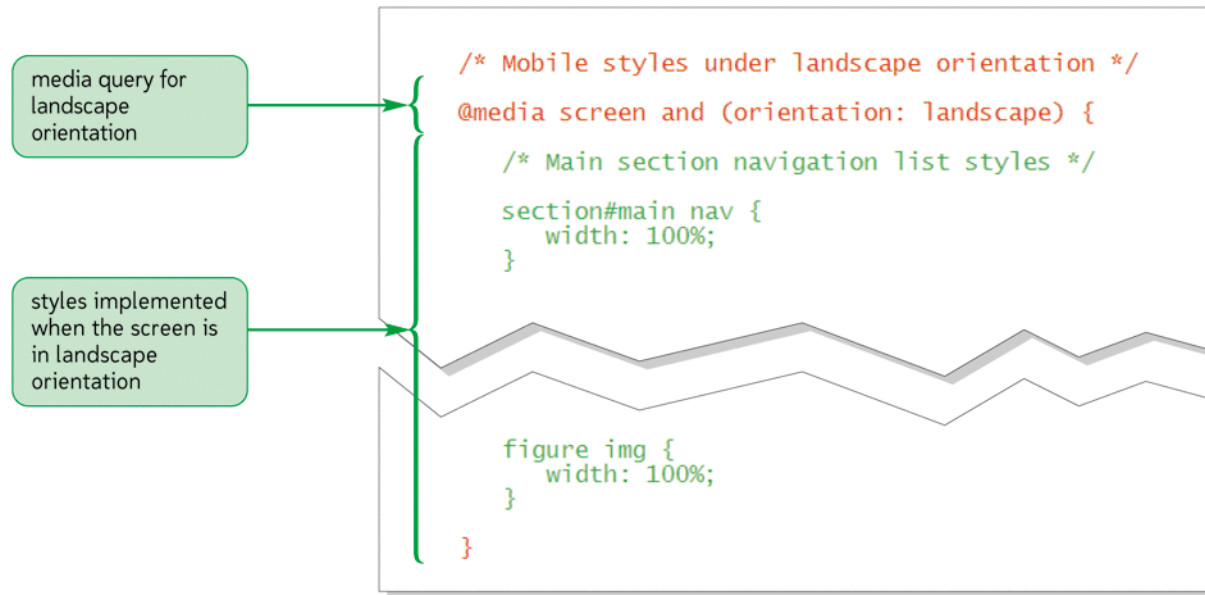 media query for
landscape
orientation
styles implemented
when the screen is
in landscape
orientation
/* Mobile styles under landscape orientation */
@media screen and (orientation: landscape) {
/* Main section navigation list styles */
section#main nav {
width: 100%;
}
figure img {
width: 100%;
}
}